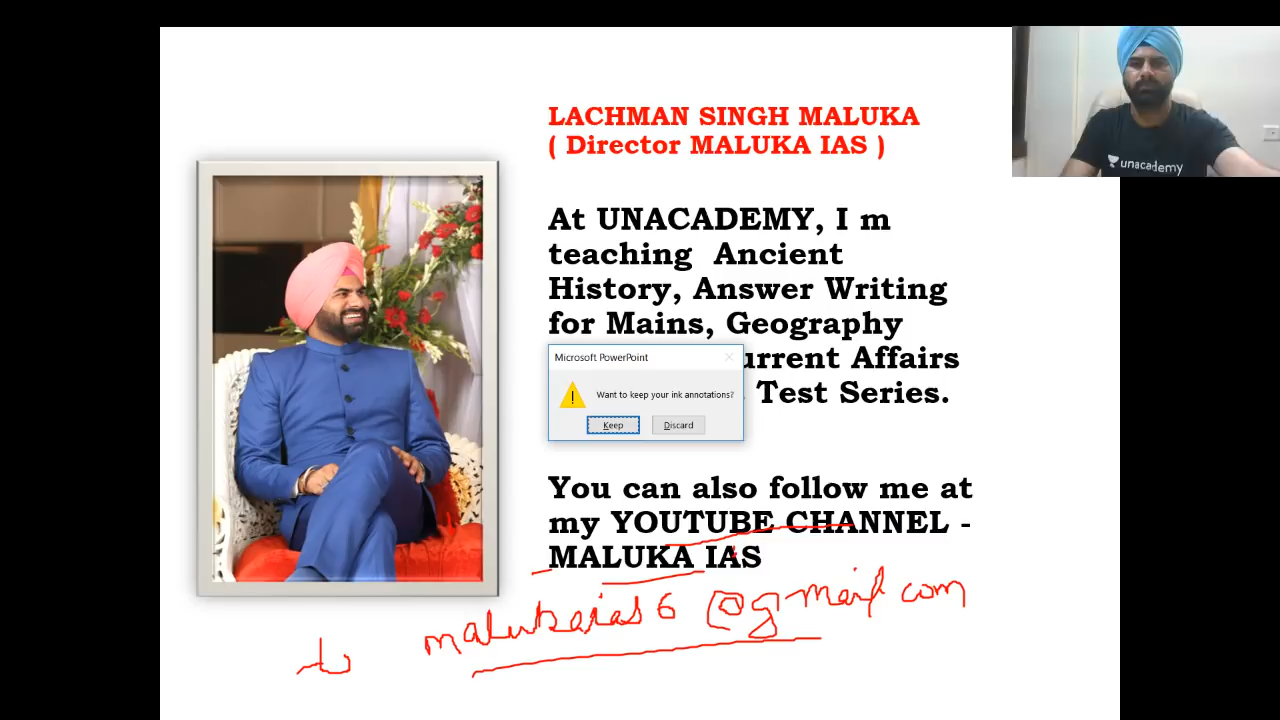 LACHMAN SINGH MALUKA
( Director MALUKA IAS )
unacademy
At UNACADEMY, I m
teaching Ancient
History, Answer Writing
for Mains, Geography
urrent Affairs
Test Series.
Microsoft PowerPoint
Want to keep your ink annotations?
Keep
Discard
You can also follow me at
my YOUTUBE CHANNEL -
MALUKA IAS
malukaias6@gmail com